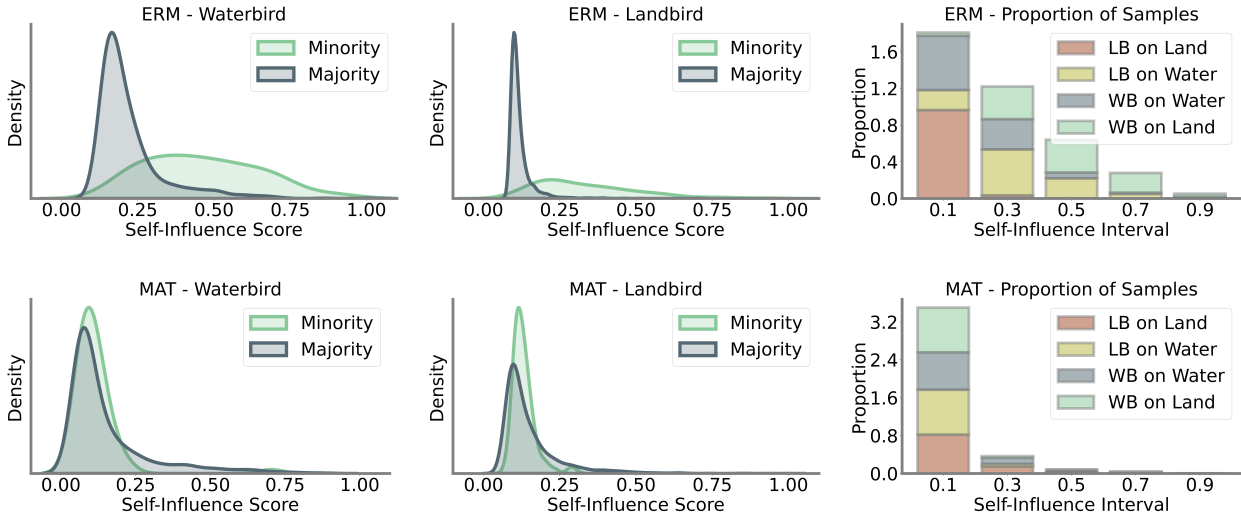 ERM - Waterbird
Density
Minority
Majority
0.00 0.25 0.50 0.75 1.00
Self-Influence Score
ERM - Landbird
Density
Minority
Majority
0.00 0.25 0.50 0.75 1.00
Self-Influence Score
ERM - Proportion of Samples
Proportion
1.6
1.2
0.8
0.4
0.0
LB on Land
LB on Water
WB on Water
WB on Land
0.1 0.3 0.5 0.7 0.9
Self-Influence Interval
MAT - Waterbird
Density
Minority
Majority
0.00 0.25 0.50 0.75 1.00
Self-Influence Score
MAT - Landbird
Density
Minority
Majority
0.00 0.25 0.50 0.75 1.00
Self-Influence Score
MAT - Proportion of Samples
Proportion
3.2
2.4
1.6
0.8
0.0
LB on Land
LB on Water
WB on Water
WB on Land
0.1 0.3 0.5 0.7 0.9
Self-Influence Interval